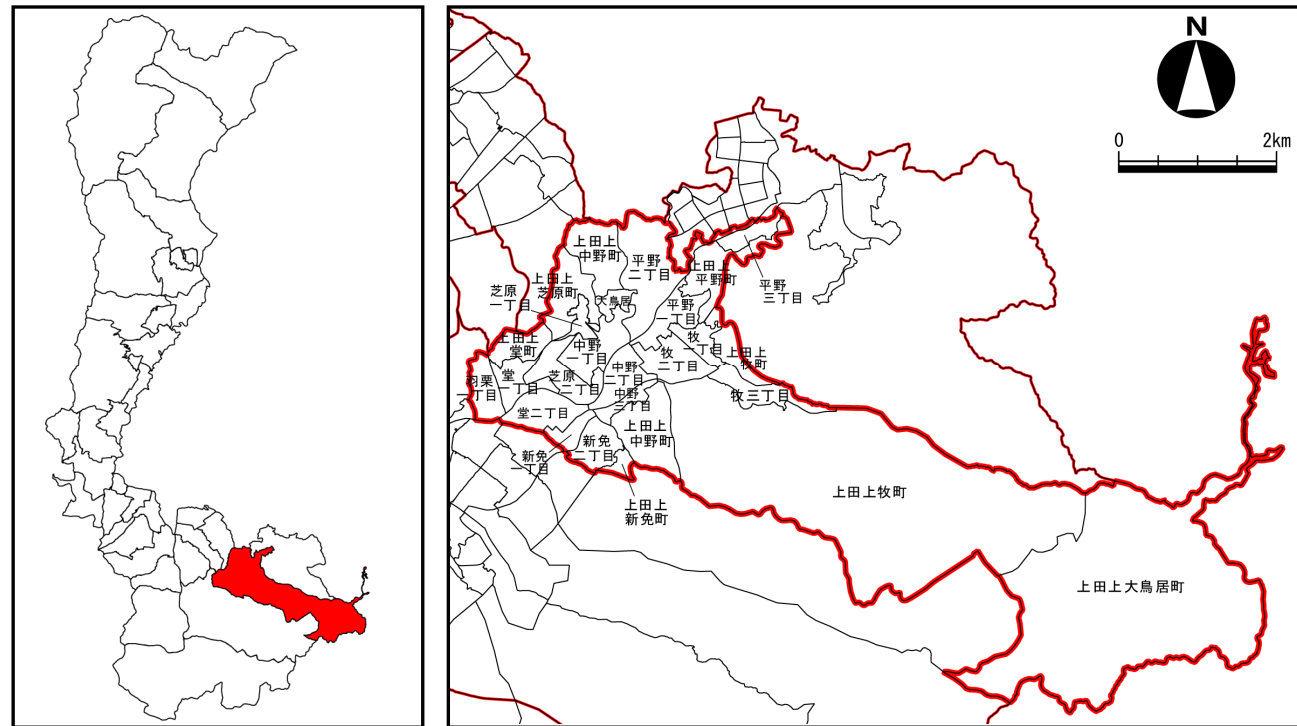 N
0
2km
上田上
中野町
平野
二丁目
上田上
平野町
平野
三丁目
上田上
芝原町
芝原
一丁目
大鳥居
平野
一丁目
上田上
堂町
中野
一丁目
牧
一丁目
牧
二丁目
上田上
牧町
羽栗
一丁目
堂
一丁目
芝原
二丁目
中野
二丁目
中野
三丁目
牧三丁目
堂二丁目
上田上
中野町
新免
一丁目
新免
二丁目
上田上
新免町
上田上牧町
上田上大鳥居町